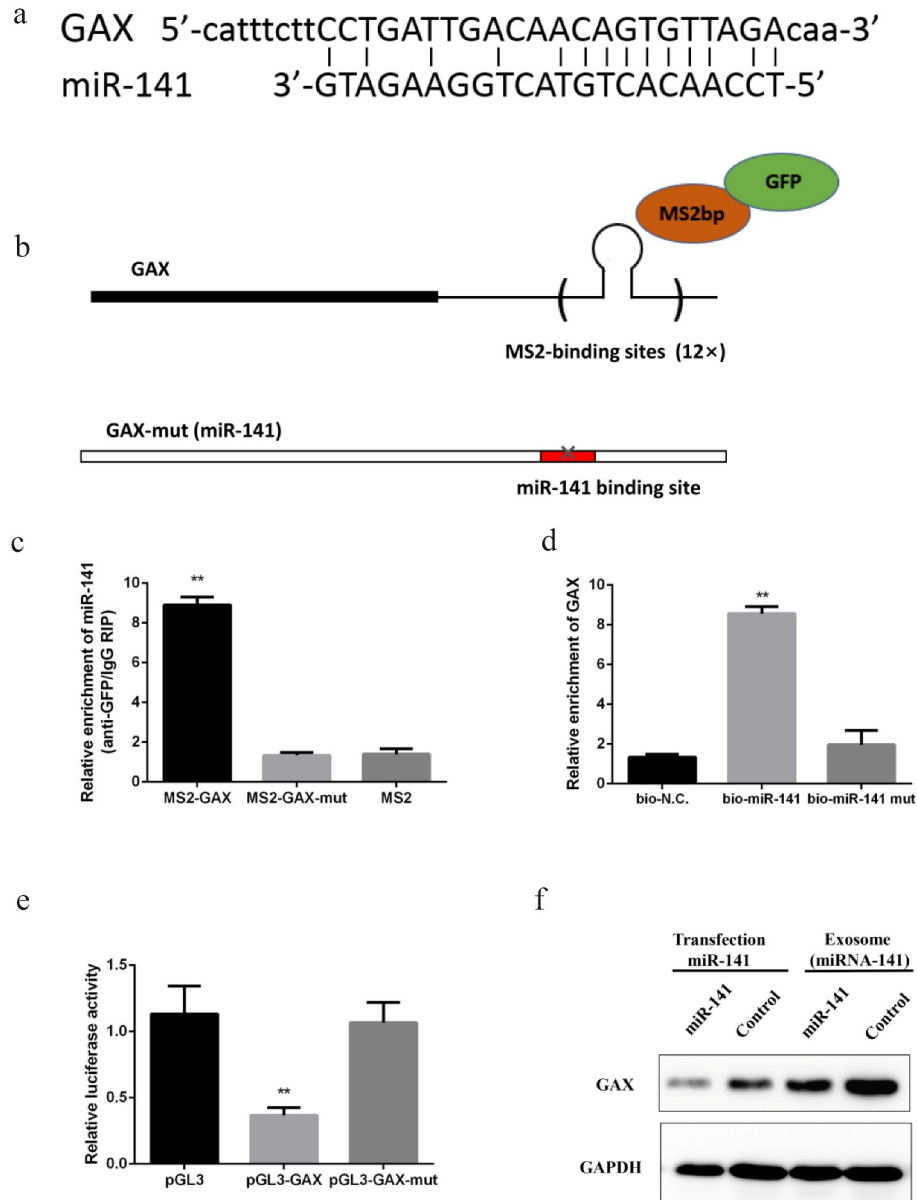 a
GAX 5'-catttcttCCTGATTGACAACAGTGTTAGAcaa-3'
miR-141 3'-GTAGAAGGTCATGTCACAACCT-5'
b
GFP
MS2bp
GAX
MS2-binding sites (12×)
GAX-mut (miR-141)
miR-141 binding site
c
Relative enrichment of miR-141
(anti-GFP/IgG RIP)
10
8
6
4
2
0
**
MS2-GAX MS2-GAX-mut MS2
d
Relative enrichment of GAX
10
8
6
4
2
0
**
bio-N.C. bio-miR-141 bio-miR-141 mut
e
Relative luciferase activity
1.5
1.0
0.5
0.0
**
pGL3 pGL3-GAX pGL3-GAX-mut
f
Transfection
miR-141
Exosome
(miRNA-141)
miR-141 Control miR-141 Control
GAX
GAPDH